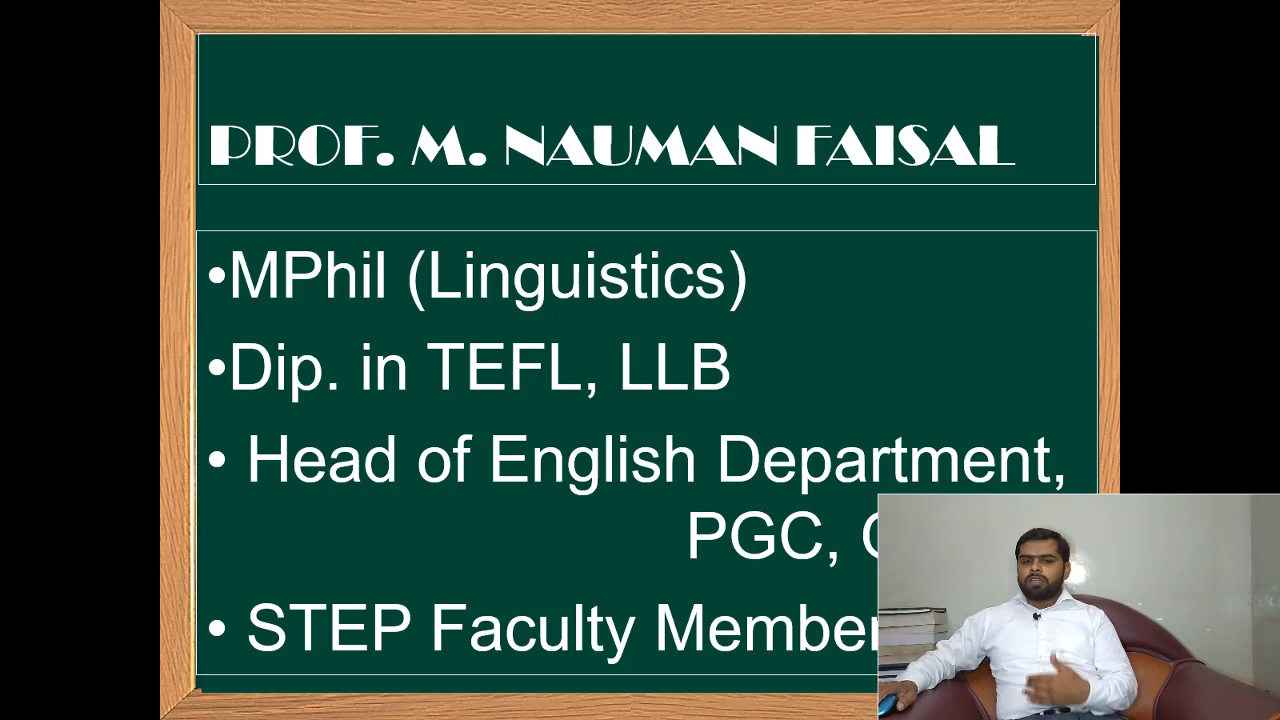 PROF. M. NAUMAN FAISAL
•MPhil (Linguistics)
•Dip. in TEFL, LLB
• Head of English Department,
PGC,
• STEP Faculty Member